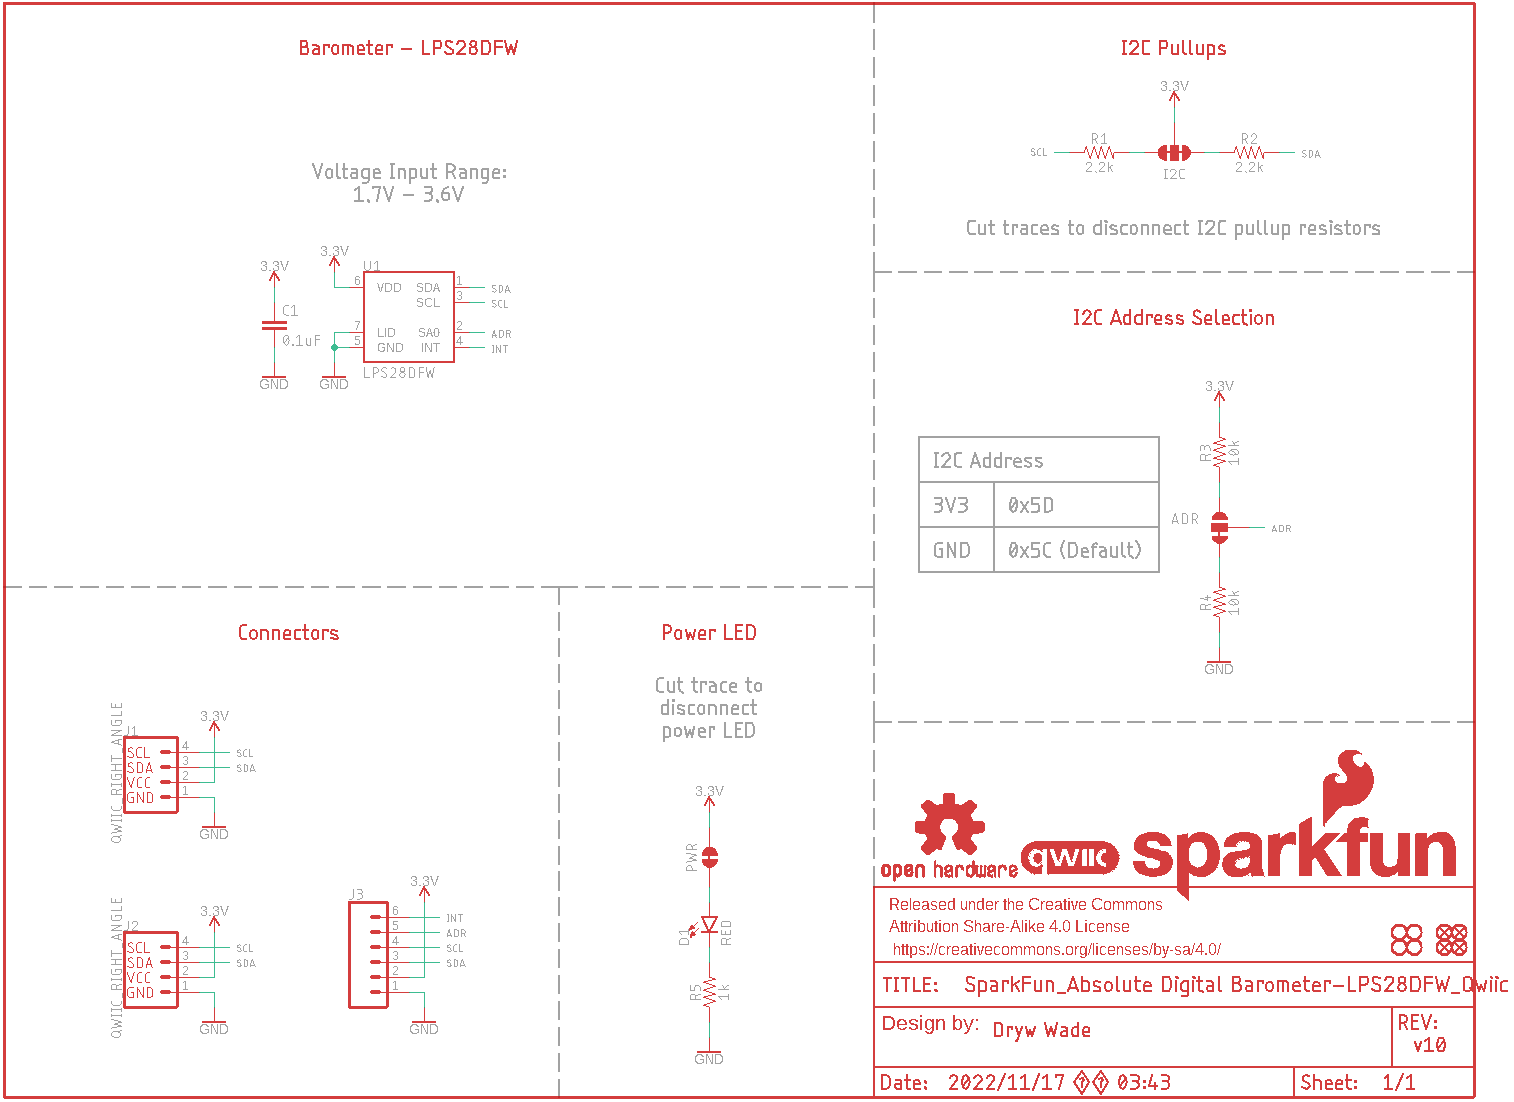 Barometer - LPS28DFW
Voltage Input Range:
1.7V - 3.6V
3.3V
3.3V
U1
C1
0.1uF
6
VDD
SDA
1
SDA
SCL
3
SCL
7
LID
SA0
2
ADR
5
GND
INT
4
INT
LPS28DFW
GND
GND
I2C Pullups
3.3V
R1
R2
SCL
SDA
2.2k
I2C
2.2k
Cut traces to disconnect I2C pullup resistors
I2C Address Selection
3.3V
R3
10k
I2C Address
3V3
0x5D
GND
0x5C (Default)
ADR
ADR
R4
10k
GND
Connectors
QWIIC_RIGHT_ANGLE
J1
3.3V
SCL
4
SCL
SDA
3
SDA
VCC
2
GND
1
GND
QWIIC_RIGHT_ANGLE
J2
3.3V
SCL
4
SCL
SDA
3
SDA
VCC
2
GND
1
GND
J3
3.3V
6
INT
5
ADR
4
SCL
3
SDA
2
1
GND
Power LED
Cut trace to
disconnect
power LED
3.3V
PWR
D1
RED
R5
1k
GND
open hardware
qwiic
sparkfun
Released under the Creative Commons
Attribution Share-Alike 4.0 License
https://creativecommons.org/licenses/by-sa/4.0/
TITLE: SparkFun_Absolute Digital Barometer-LPS28DFW_Qwiic
Design by: Dryw Wade
REV:
v10
Date: 2022/11/17 �� 03:43
Sheet: 1/1